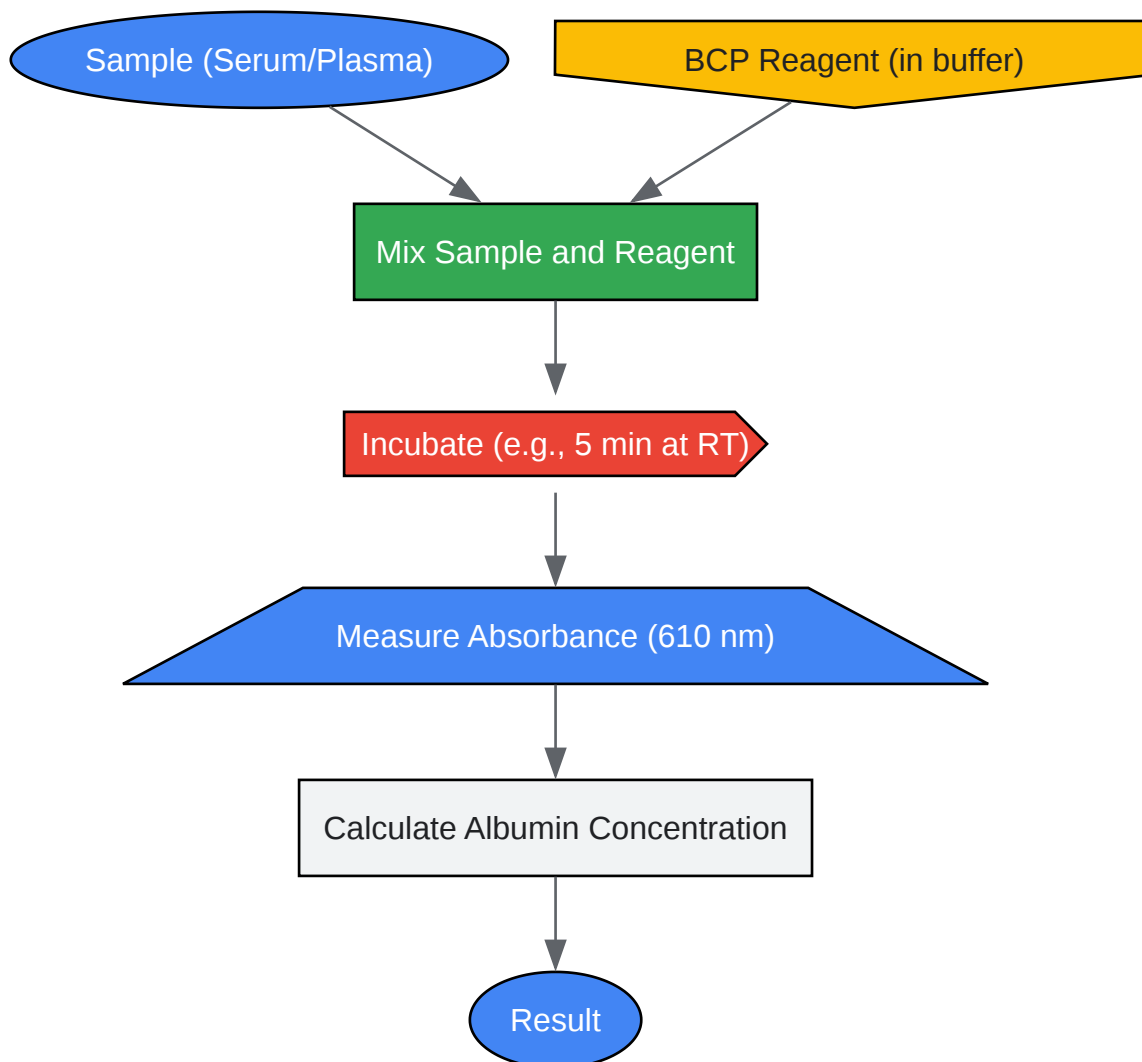 Sample (Serum/Plasma)
BCP Reagent (in buffer)
Mix Sample and Reagent
Incubate (e.g., 5 min at RT)
Measure Absorbance (610 nm)
Calculate Albumin Concentration
Result